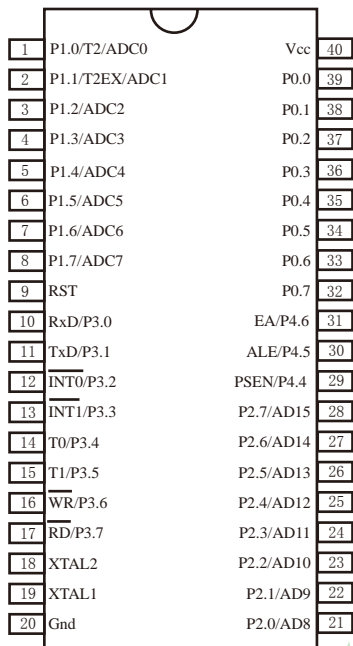 1 P1.0/T2/ADC0 Vcc 40
2 P1.1/T2EX/ADC1 P0.0 39
3 P1.2/ADC2 P0.1 38
4 P1.3/ADC3 P0.2 37
5 P1.4/ADC4 P0.3 36
6 P1.5/ADC5 P0.4 35
7 P1.6/ADC6 P0.5 34
8 P1.7/ADC7 P0.6 33
9 RST P0.7 32
10 RxD/P3.0 EA/P4.6 31
11 TxD/P3.1 ALE/P4.5 30
12 INT0/P3.2 PSEN/P4.4 29
13 INT1/P3.3 P2.7/AD15 28
14 T0/P3.4 P2.6/AD14 27
15 T1/P3.5 P2.5/AD13 26
16 WR/P3.6 P2.4/AD12 25
17 RD/P3.7 P2.3/AD11 24
18 XTAL2 P2.2/AD10 23
19 XTAL1 P2.1/AD9 22
20 Gnd P2.0/AD8 21